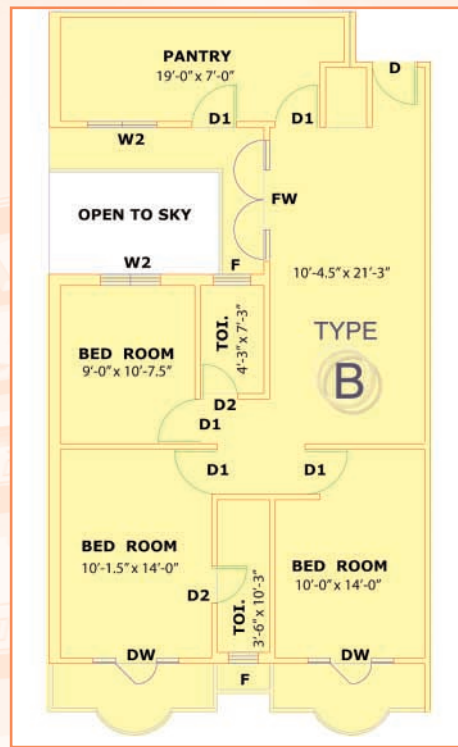 PANTRY
19'-0" x 7'-0"
D
D1
D1
W2
FW
OPEN TO SKY
W2
F
10'-4.5" x 21'-3"
TOI.
4'-3" x 7'-3"
TYPE
B
BED ROOM
9'-0" x 10'-7.5"
D2
D1
D1
D1
BED ROOM
10'-1.5" x 14'-0"
BED ROOM
10'-0" x 14'-0"
D2
TOI.
3'-6" x 10'-3"
DW
DW
F